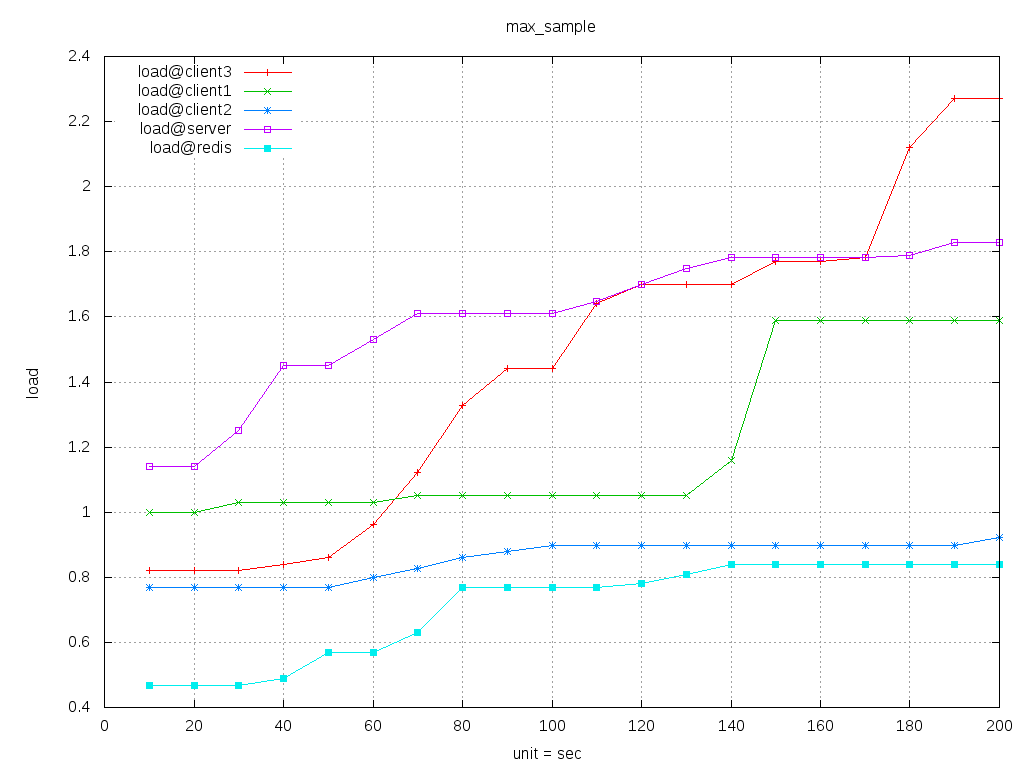 max_sample
load@client3
load@client1
load@client2
load@server
load@redis
2.4
2.2
2
1.8
1.6
1.4
1.2
1
0.8
0.6
0.4
load
0 20 40 60 80 100 120 140 160 180 200
unit = sec